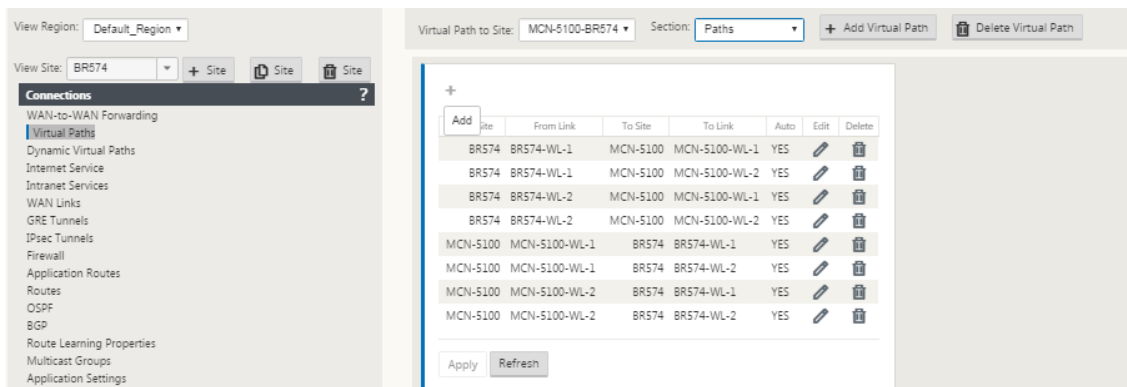 View Region: Default_Region
Virtual Path to Site: MCN-5100-BR574 Section: Paths + Add Virtual Path Delete Virtual Path
View Site: BR574 + Site Site Site
Connections ?
WAN-to-WAN Forwarding
Virtual Paths
Dynamic Virtual Paths
Internet Service
Intranet Services
WAN Links
GRE Tunnels
IPsec Tunnels
Firewall
Application Routes
Routes
OSPF
BGP
Route Learning Properties
Multicast Groups
Application Settings
+
Add
Site From Link To Site To Link Auto Edit Delete
BR574 BR574-WL-1 MCN-5100 MCN-5100-WL-1 YES
BR574 BR574-WL-1 MCN-5100 MCN-5100-WL-2 YES
BR574 BR574-WL-2 MCN-5100 MCN-5100-WL-1 YES
BR574 BR574-WL-2 MCN-5100 MCN-5100-WL-2 YES
MCN-5100 MCN-5100-WL-1 BR574 BR574-WL-1 YES
MCN-5100 MCN-5100-WL-1 BR574 BR574-WL-2 YES
MCN-5100 MCN-5100-WL-2 BR574 BR574-WL-1 YES
MCN-5100 MCN-5100-WL-2 BR574 BR574-WL-2 YES
Apply Refresh